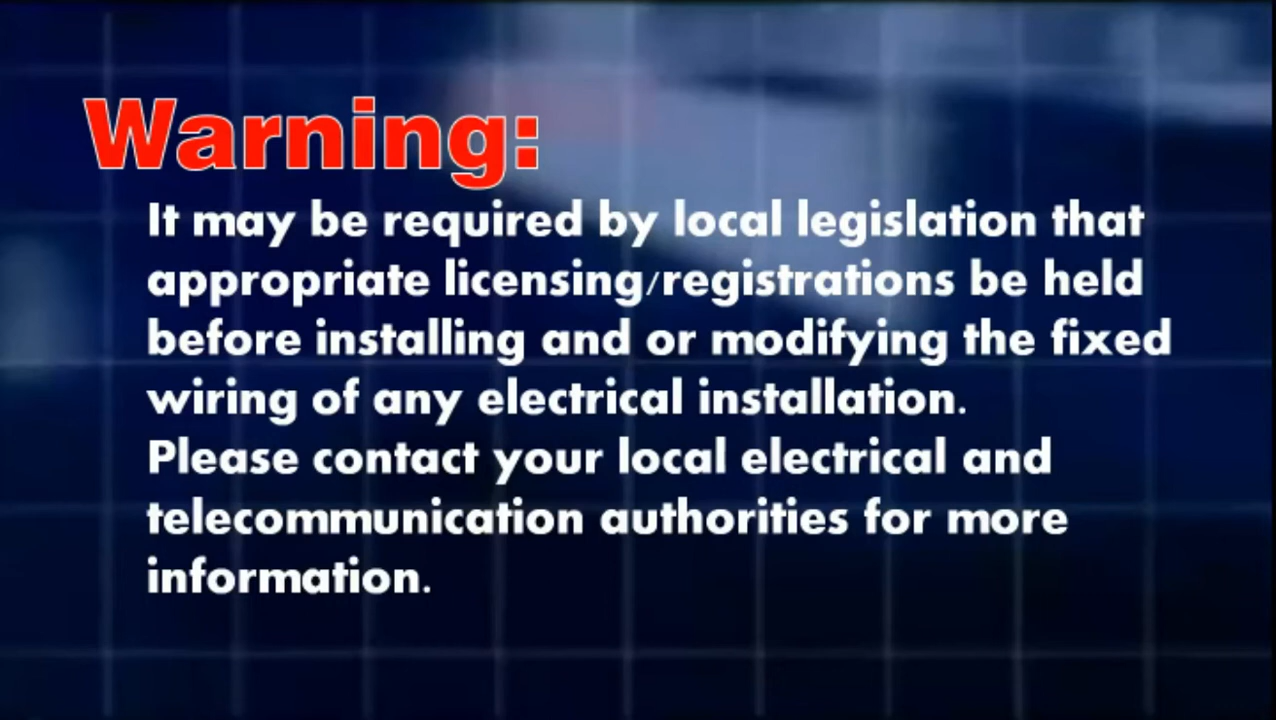 Warning:
It may be required by local legislation that
appropriate licensing/registrations be held
before installing and or modifying the fixed
wiring of any electrical installation.
Please contact your local electrical and
telecommunication authorities for more
information.